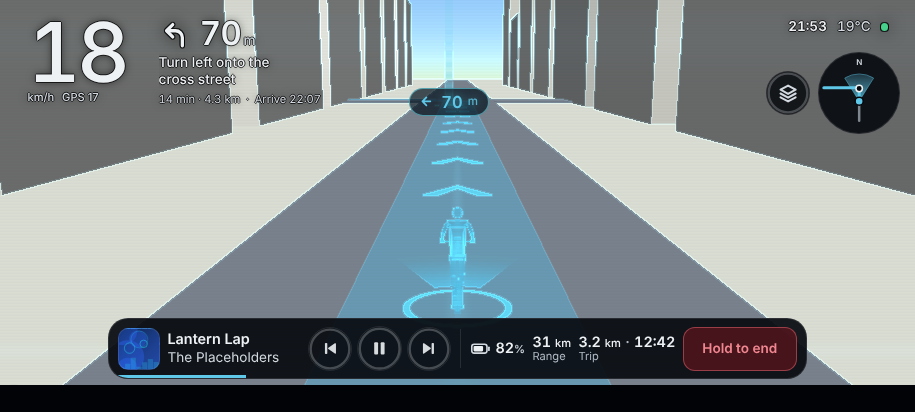 18
km/h GPS 17
70 m
Turn left onto the
cross street
14 min · 4.3 km · Arrive 22:07
21:53 19°C
N
70 m
Lantern Lap
The Placeholders
82%
31 km
Range
3.2 km · 12:42
Trip
Hold to end